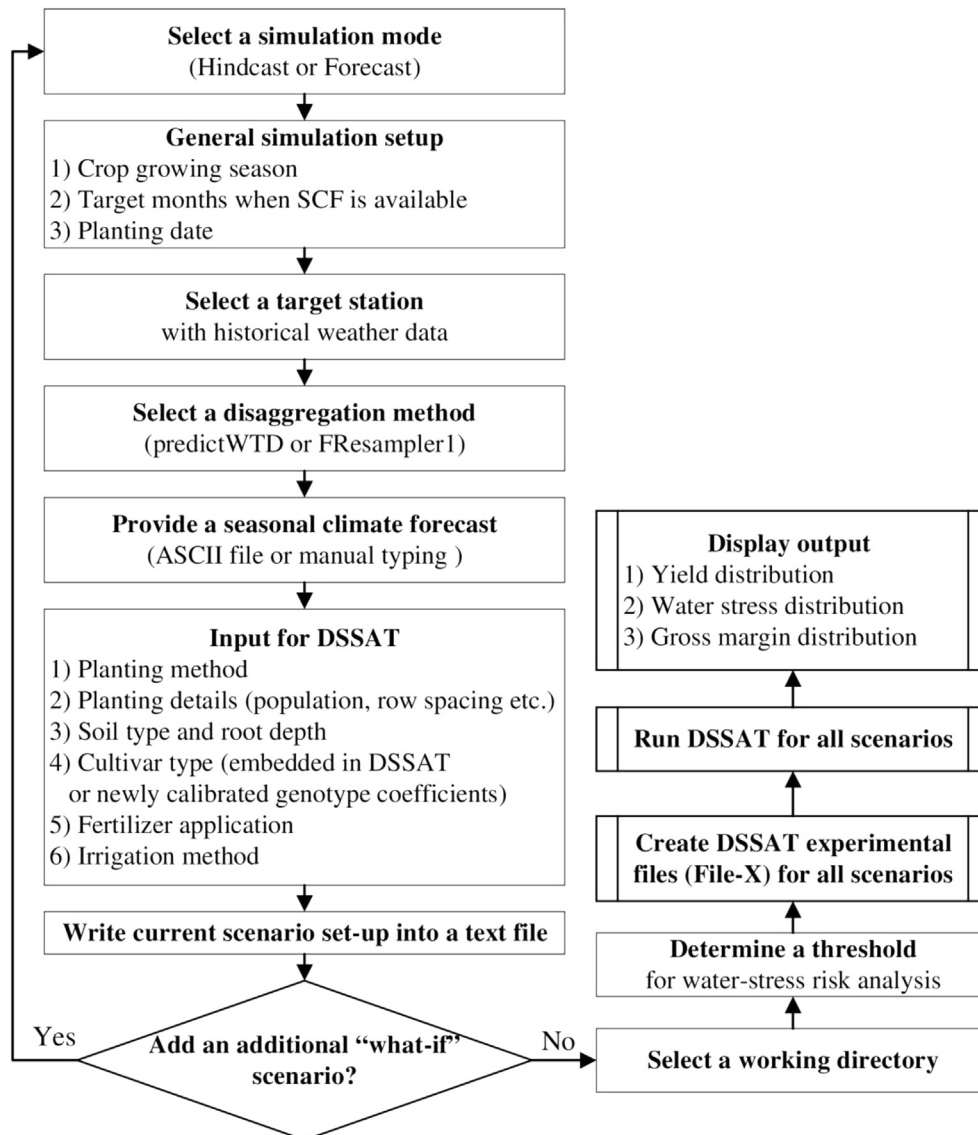 Select a simulation mode
(Hindcast or Forecast)
General simulation setup
1) Crop growing season
2) Target months when SCF is available
3) Planting date
Select a target station
with historical weather data
Select a disaggregation method
(predictWTD or FResampler1)
Provide a seasonal climate forecast
(ASCII file or manual typing )
Input for DSSAT
1) Planting method
2) Planting details (population, row spacing etc.)
3) Soil type and root depth
4) Cultivar type (embedded in DSSAT
or newly calibrated genotype coefficients)
5) Fertilizer application
6) Irrigation method
Write current scenario set-up into a text file
Add an additional “what-if”
scenario?
Yes
No
Select a working directory
Determine a threshold
for water-stress risk analysis
Create DSSAT experimental
files (File-X) for all scenarios
Run DSSAT for all scenarios
Display output
1) Yield distribution
2) Water stress distribution
3) Gross margin distribution